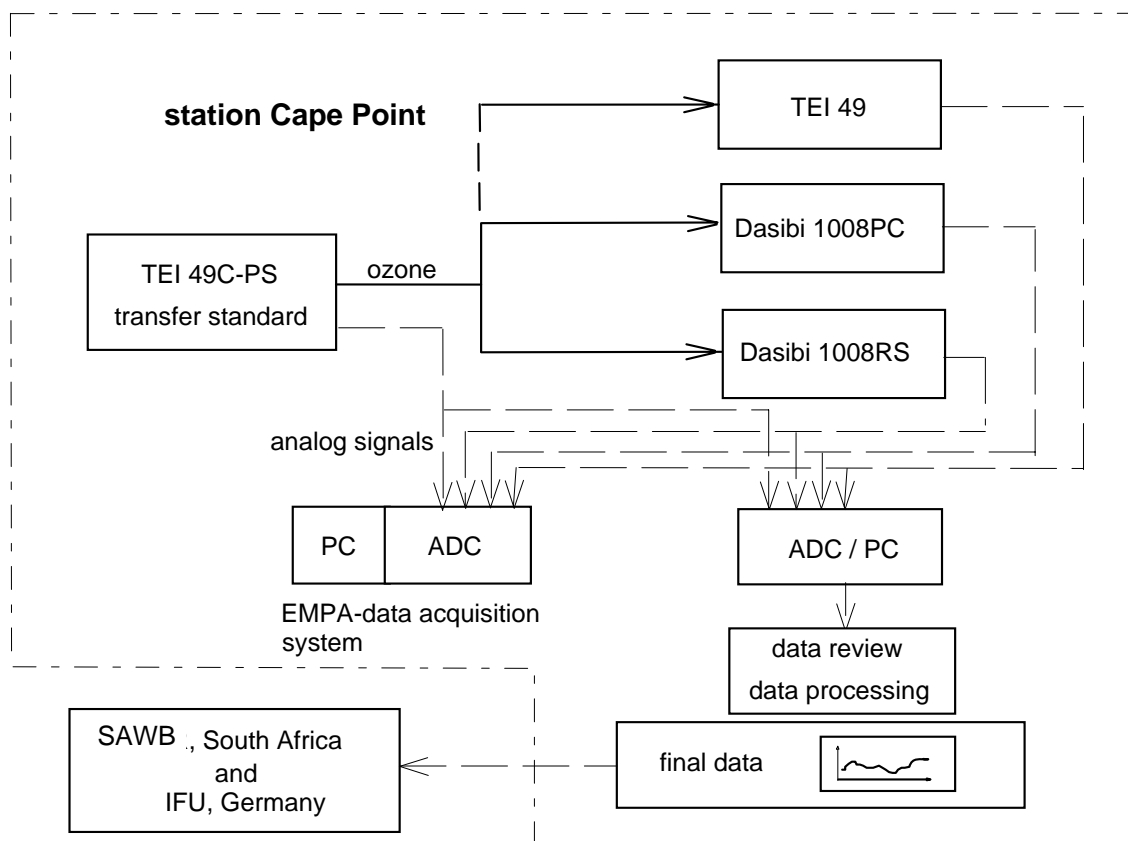 station Cape Point
TEI 49
Dasibi 1008PC
TEI 49C-PS
transfer standard
ozone
Dasibi 1008RS
analog signals
PC
ADC
ADC / PC
EMPA-data acquisition
system
data review
data processing
SAWB , South Africa
and
IFU, Germany
final data